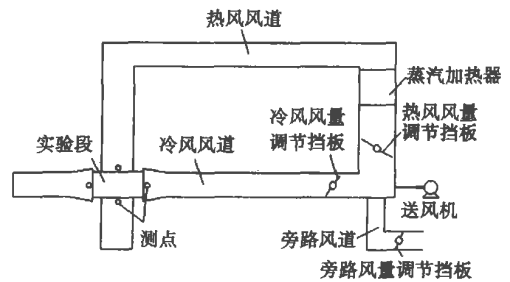 热风风道
蒸汽加热器
冷风风量
调节挡板
热风风量
调节挡板
实验段
冷风风道
送风机
测点
旁路风道
旁路风量调节挡板